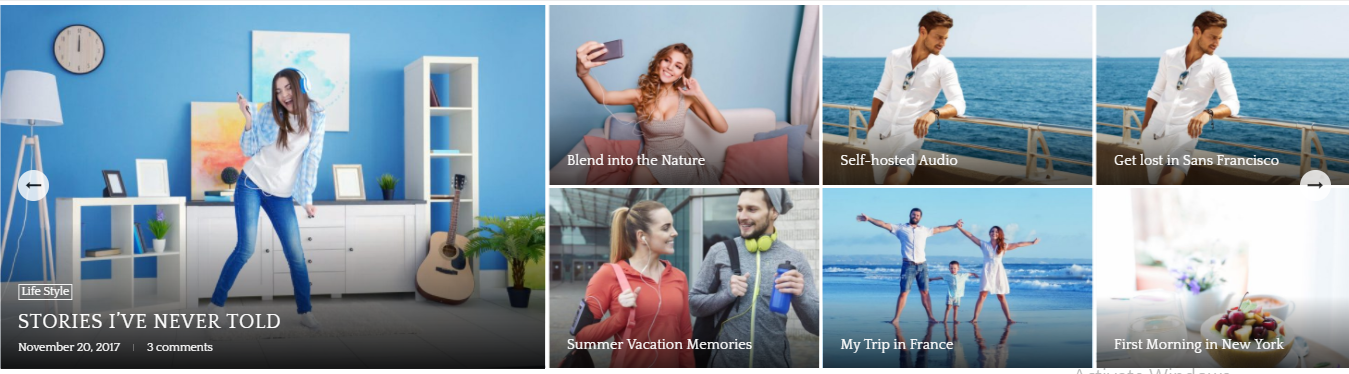 Life Style
STORIES I'VE NEVER TOLD
November 20, 2017 | 3 comments
Blend into the Nature
Self-hosted Audio
Get lost in Sans Francisco
Summer Vacation Memories
My Trip in France
First Morning in New York
Activate Windows